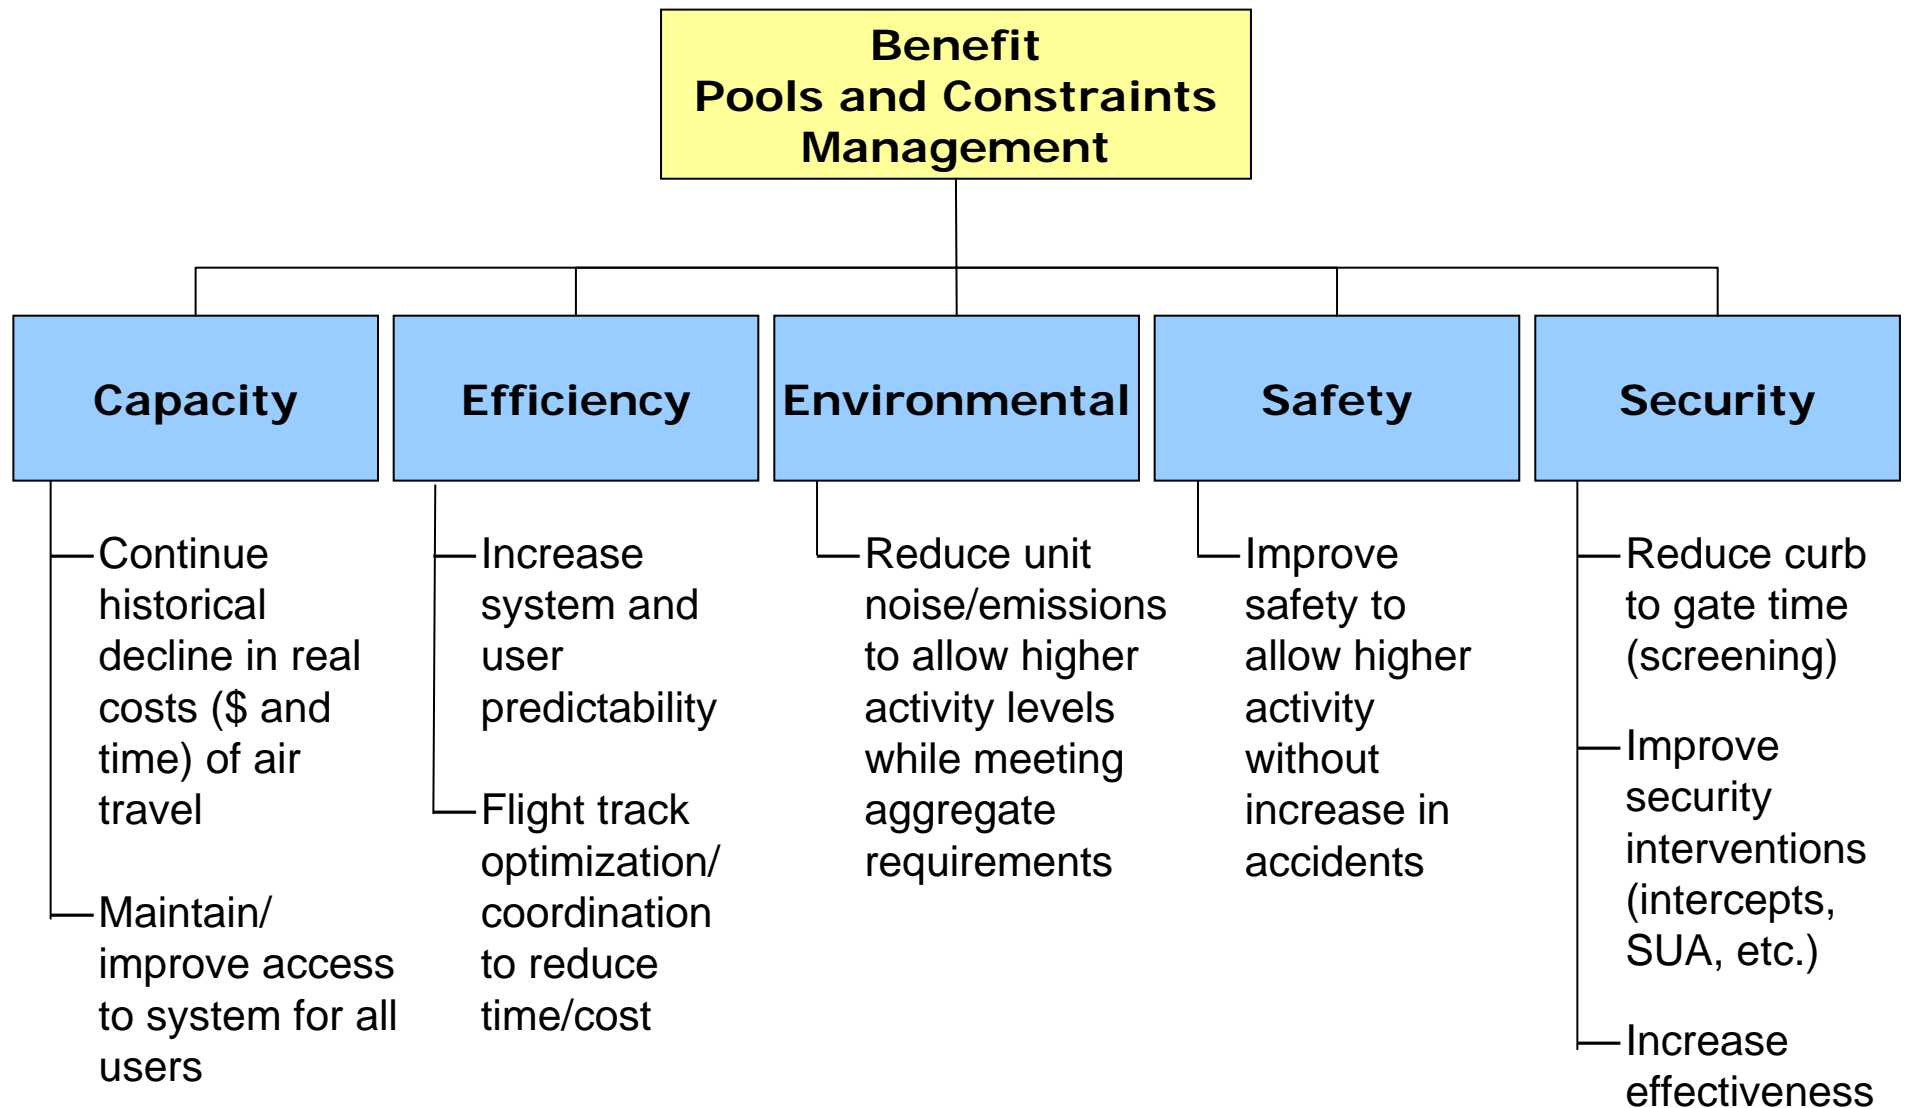 Benefit
Pools and Constraints
Management
Capacity
Efficiency
Environmental
Safety
Security
Continue
historical
decline in real
costs ($ and
time) of air
travel
Maintain/
improve access
to system for all
users
Increase
system and
user
predictability
Flight track
optimization/
coordination
to reduce
time/cost
Reduce unit
noise/emissions
to allow higher
activity levels
while meeting
aggregate
requirements
Improve
safety to
allow higher
activity
without
increase in
accidents
Reduce curb
to gate time
(screening)
Improve
security
interventions
(intercepts,
SUA, etc.)
Increase
effectiveness